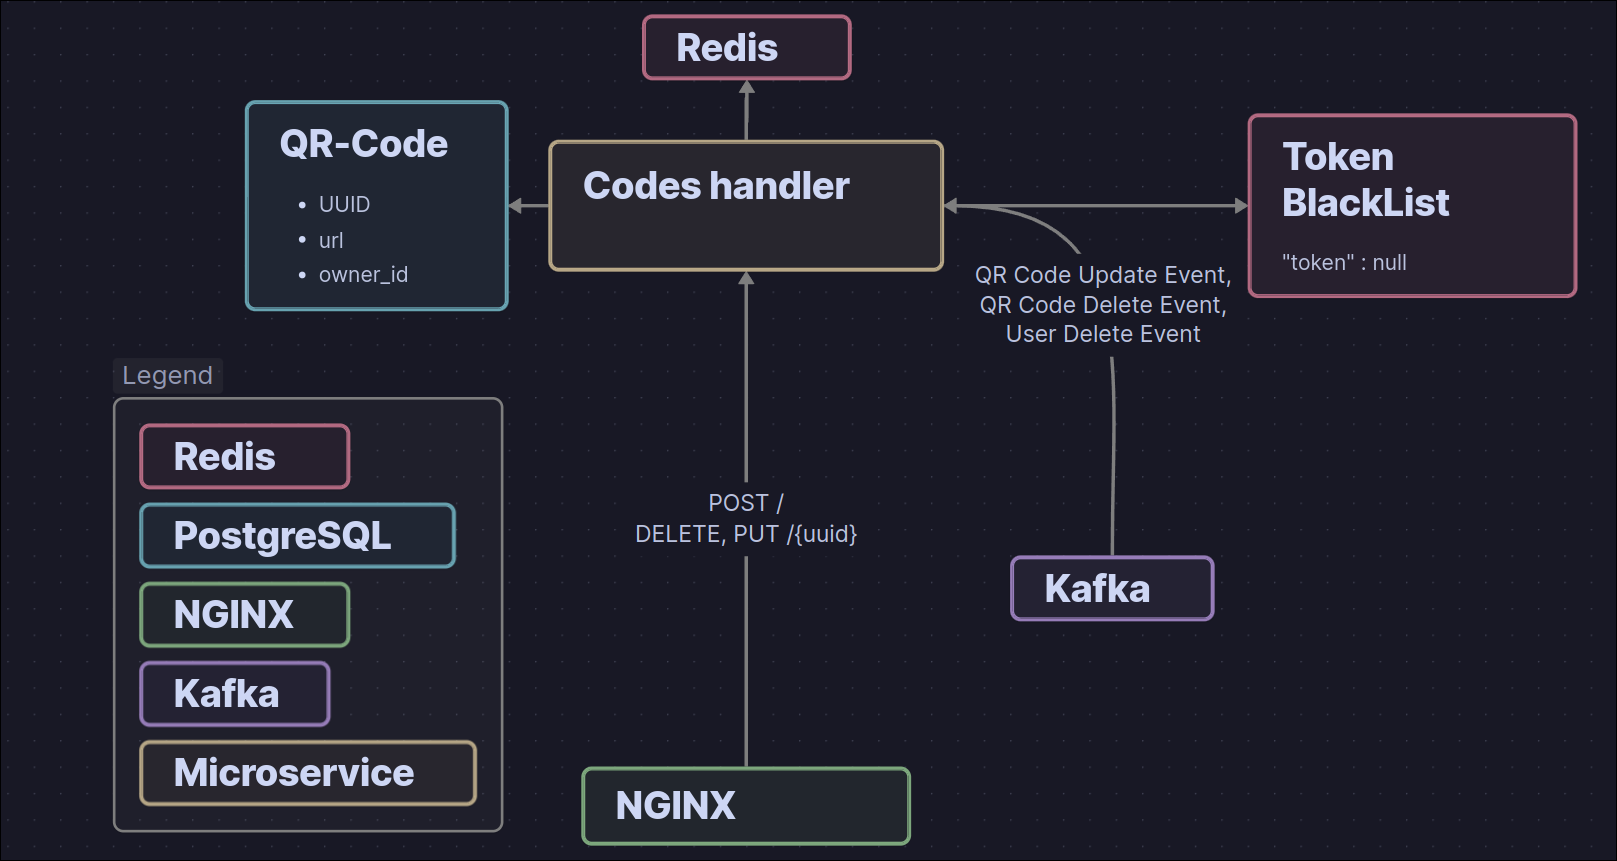 Redis
QR-Code
• UUID
• url
• owner_id
Codes handler
Token
BlackList
"token" : null
QR Code Update Event,
QR Code Delete Event,
User Delete Event
Legend
Redis
PostgreSQL
NGINX
Kafka
Microservice
POST /
DELETE, PUT /{uuid}
Kafka
NGINX